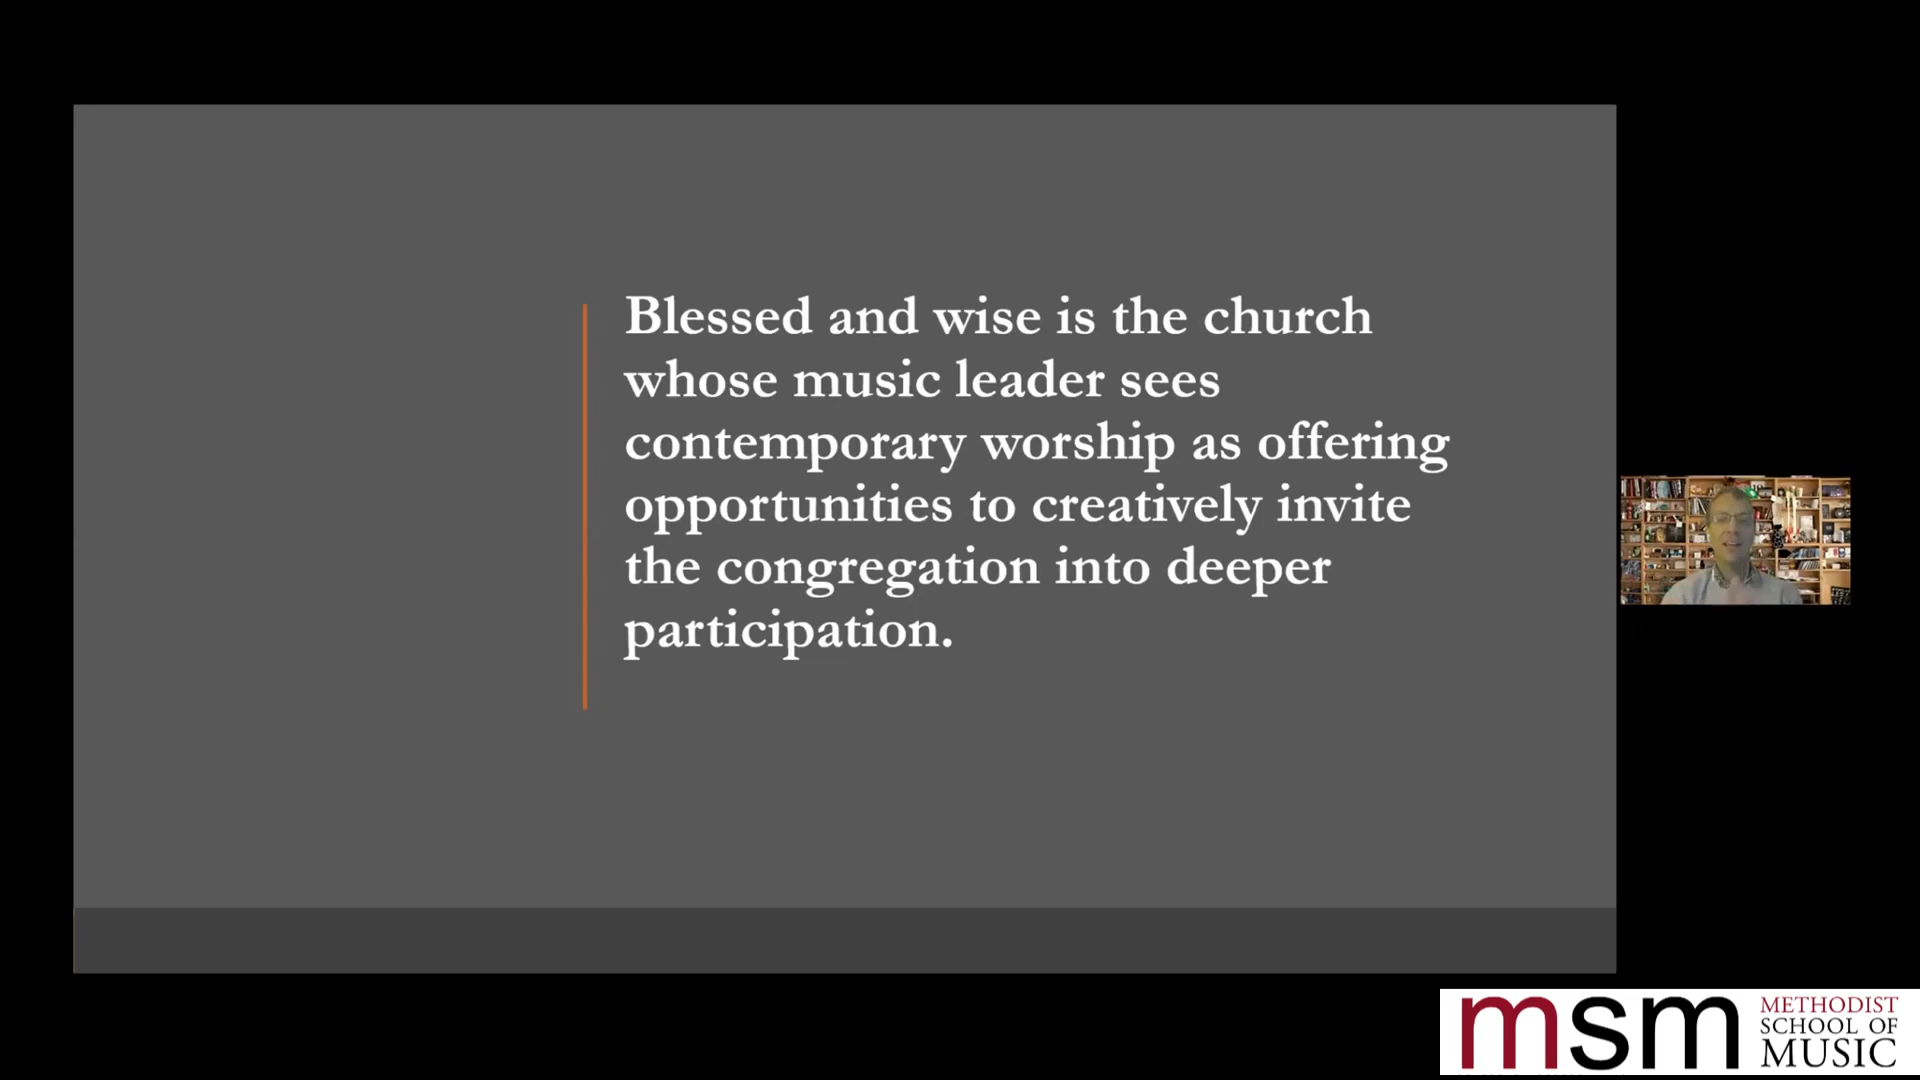 Blessed and wise is the church
whose music leader sees
contemporary worship as offering
opportunities to creatively invite
the congregation into deeper
participation.
msm
METHODIST
SCHOOL OF
MUSIC